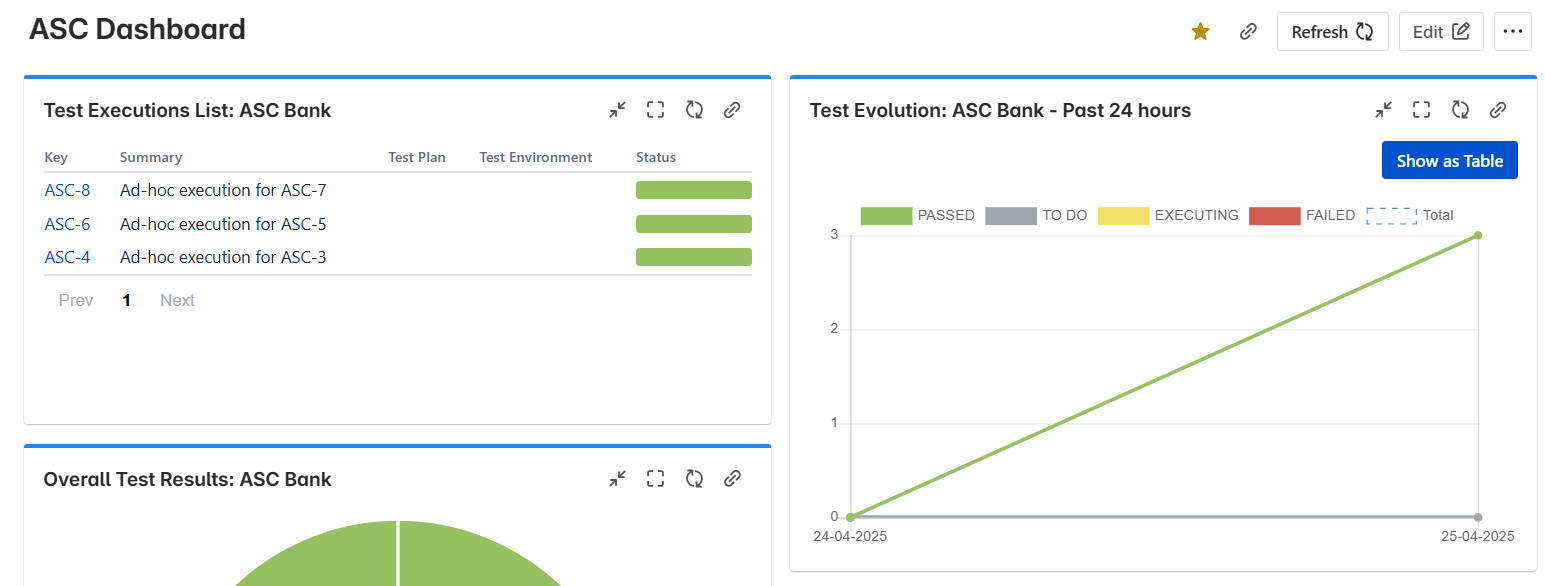 ASC Dashboard
Refresh
Edit
Test Executions List: ASC Bank
Key Summary Test Plan Test Environment Status
ASC-8 Ad-hoc execution for ASC-7
ASC-6 Ad-hoc execution for ASC-5
ASC-4 Ad-hoc execution for ASC-3
Prev 1 Next
Overall Test Results: ASC Bank
Test Evolution: ASC Bank - Past 24 hours
Show as Table
PASSED TO DO EXECUTING FAILED Total
3
2
1
0
24-04-2025 25-04-2025